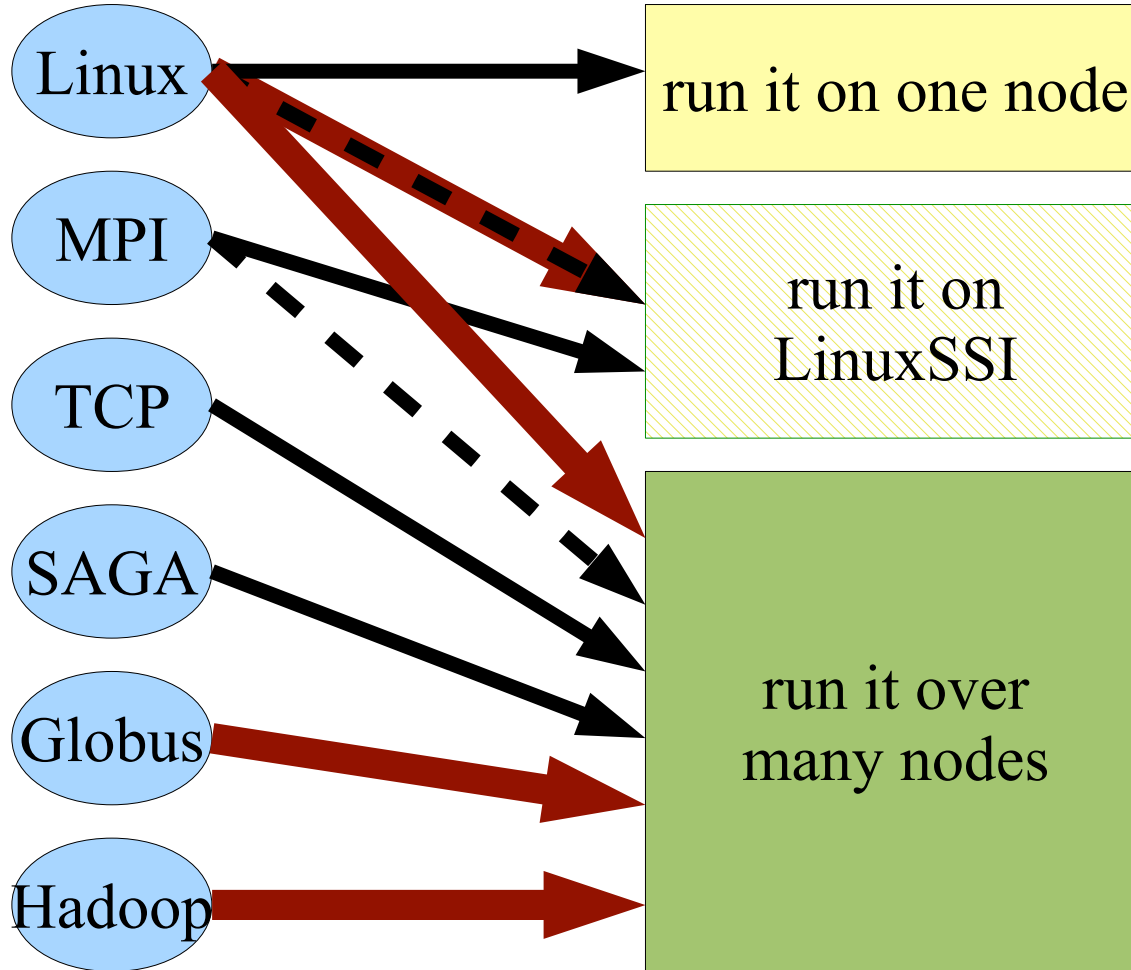 Linux
MPI
TCP
SAGA
Globus
Hadoop
run it on one node
run it on
LinuxSSI
run it over
many nodes